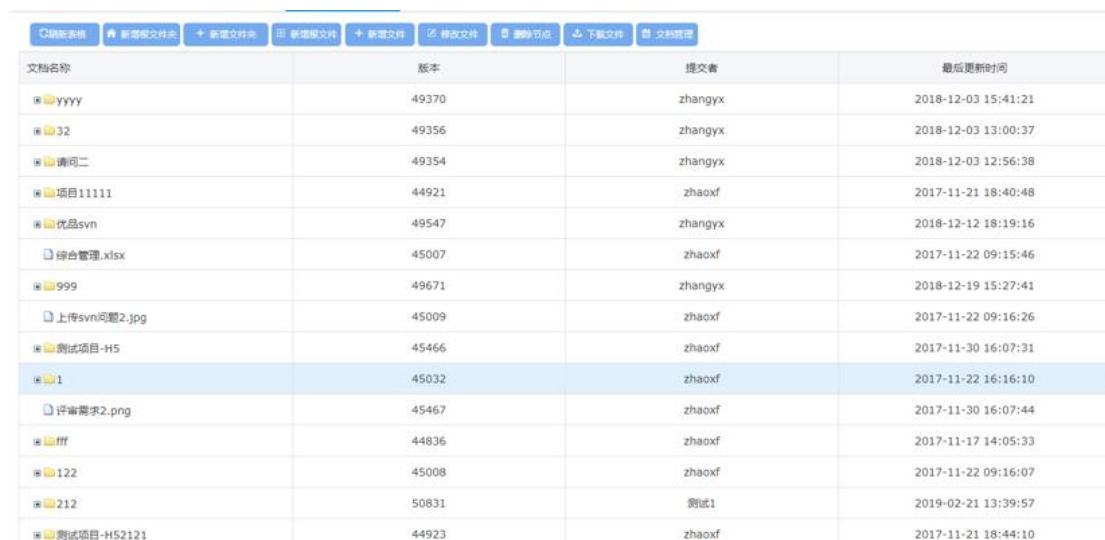 刷新表格 新增根文件夹 新增文件夹 新增根文件 新增文件 修改文件 删除节点 下载文件 文档管理
文档名称 版本 提交者 最后更新时间
yyyy 49370 zhangyx 2018-12-03 15:41:21
32 49356 zhangyx 2018-12-03 13:00:37
请问二 49354 zhangyx 2018-12-03 12:56:38
项目11111 44921 zhaoxf 2017-11-21 18:40:48
优品svn 49547 zhangyx 2018-12-12 18:19:16
综合管理.xlsx 45007 zhaoxf 2017-11-22 09:15:46
999 49671 zhangyx 2018-12-19 15:27:41
上传svn问题2.jpg 45009 zhaoxf 2017-11-22 09:16:26
测试项目-H5 45466 zhaoxf 2017-11-30 16:07:31
1 45032 zhaoxf 2017-11-22 16:16:10
评审需求2.png 45467 zhaoxf 2017-11-30 16:07:44
fff 44836 zhaoxf 2017-11-17 14:05:33
122 45008 zhaoxf 2017-11-22 09:16:07
212 50831 测试1 2019-02-21 13:39:57
测试项目-H52121 44923 zhaoxf 2017-11-21 18:44:10